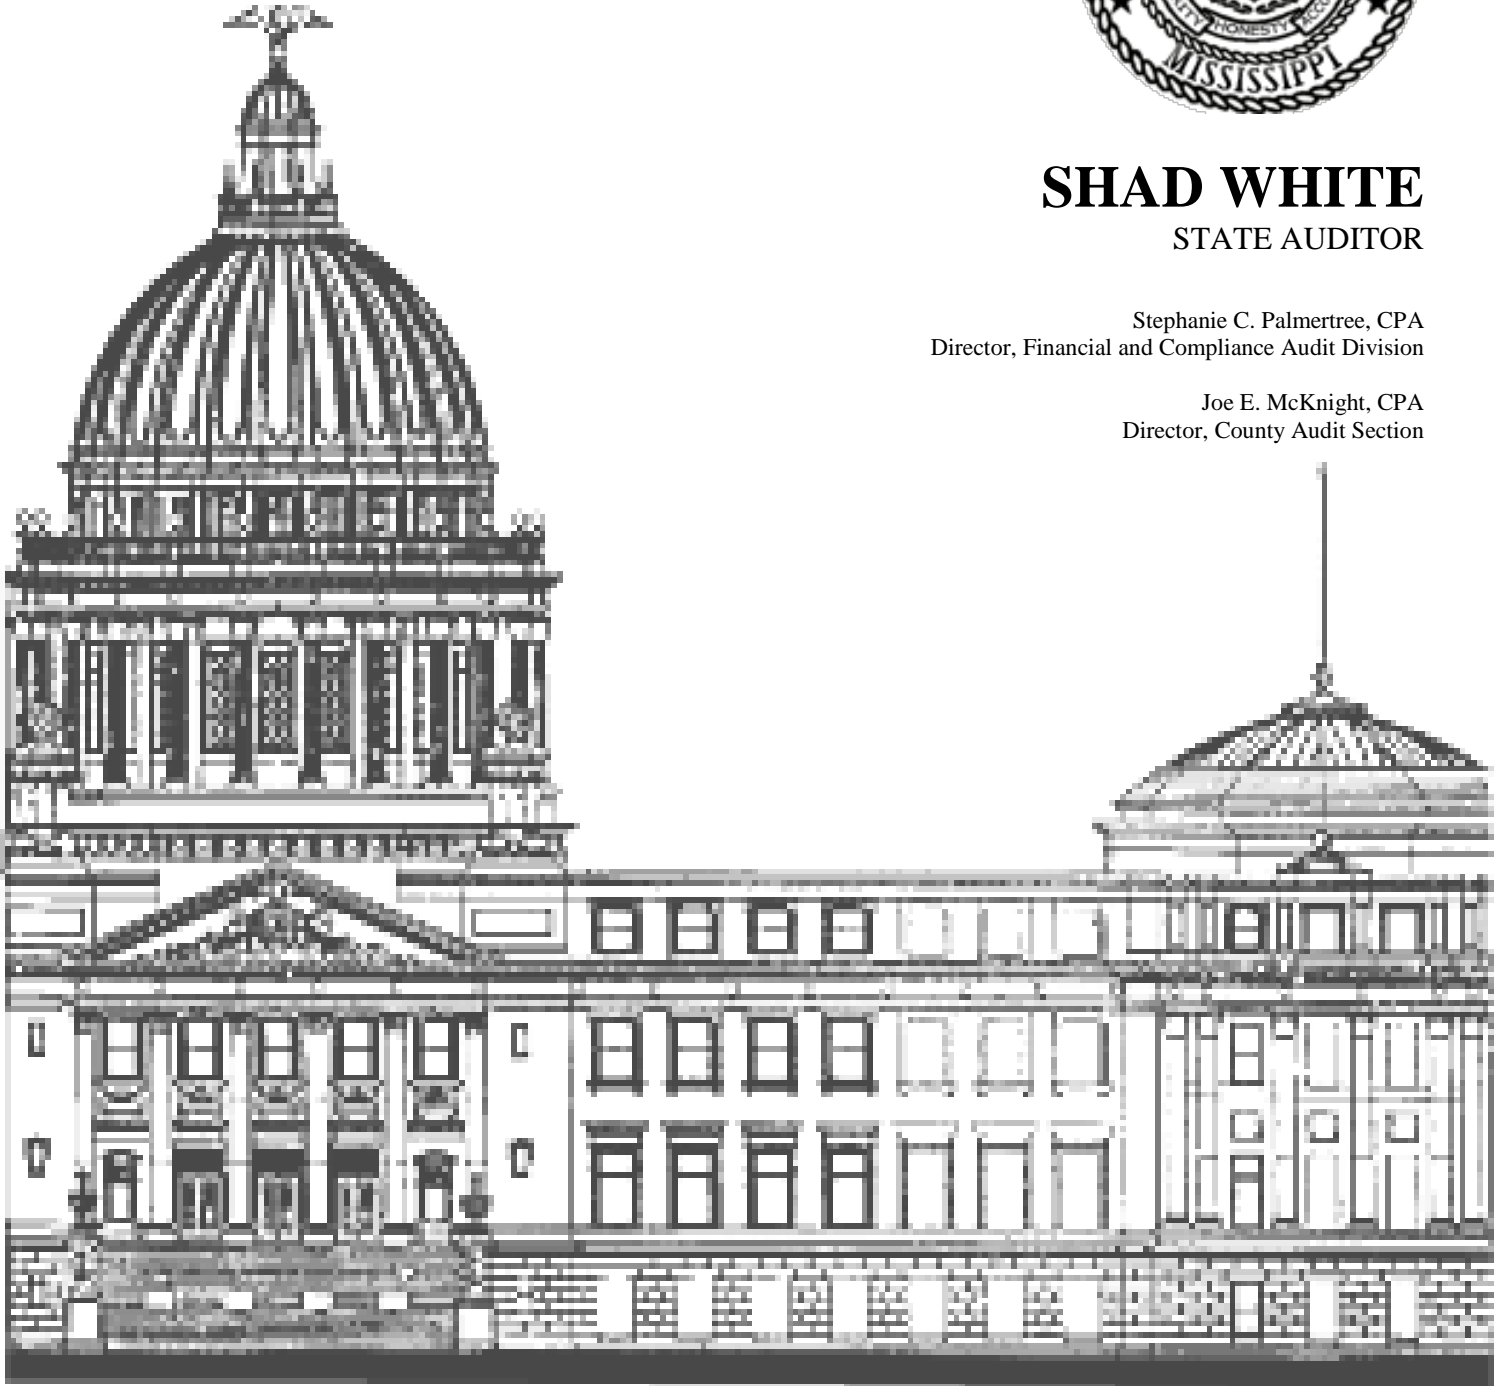 HONESTY
MISSISSIPPI
SHAD WHITE
STATE AUDITOR
Stephanie C. Palmertree, CPA
Director, Financial and Compliance Audit Division
Joe E. McKnight, CPA
Director, County Audit Section